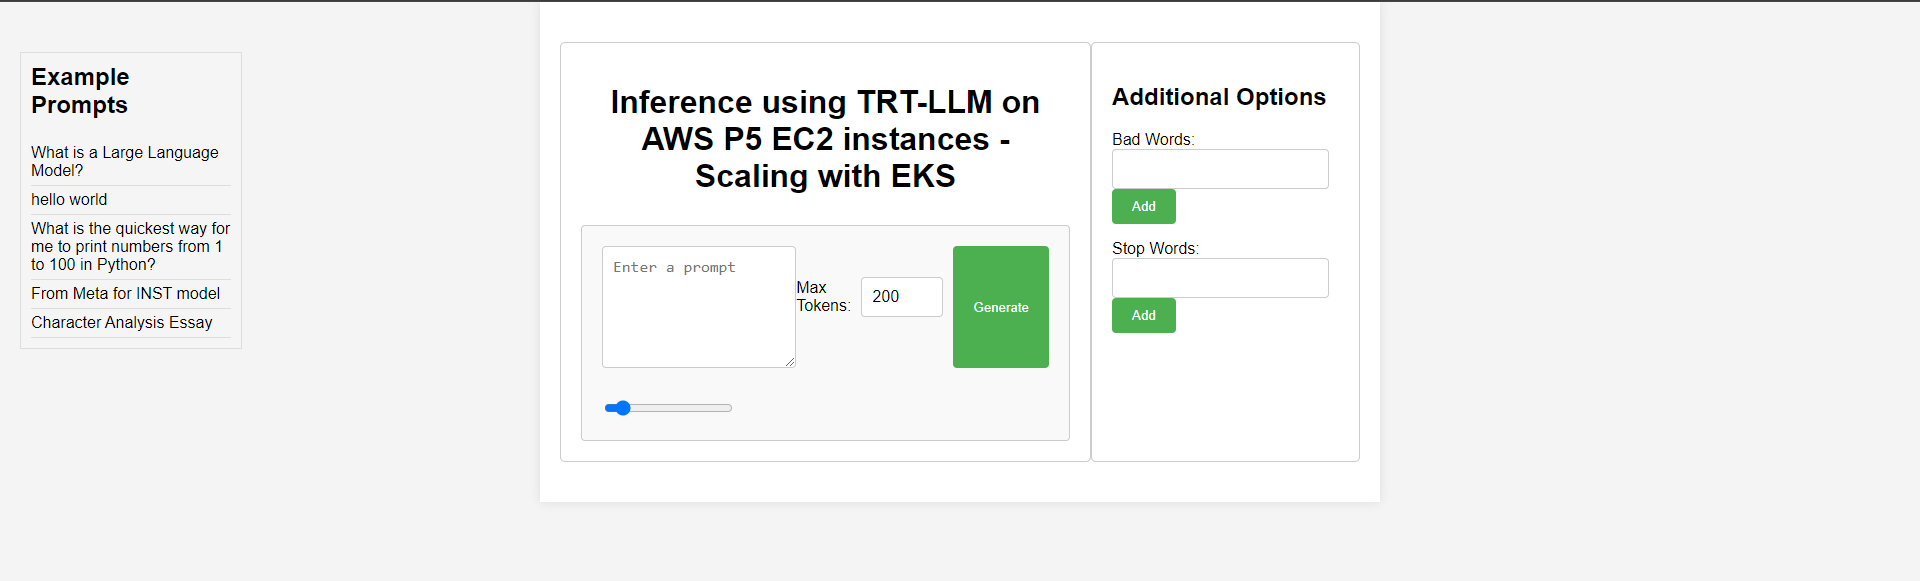 Example
Prompts
What is a Large Language
Model?
hello world
What is the quickest way for
me to print numbers from 1
to 100 in Python?
From Meta for INST model
Character Analysis Essay
Inference using TRT-LLM on
AWS P5 EC2 instances -
Scaling with EKS
Enter a prompt
Max
Tokens:
200
Generate
Additional Options
Bad Words:
Add
Stop Words:
Add